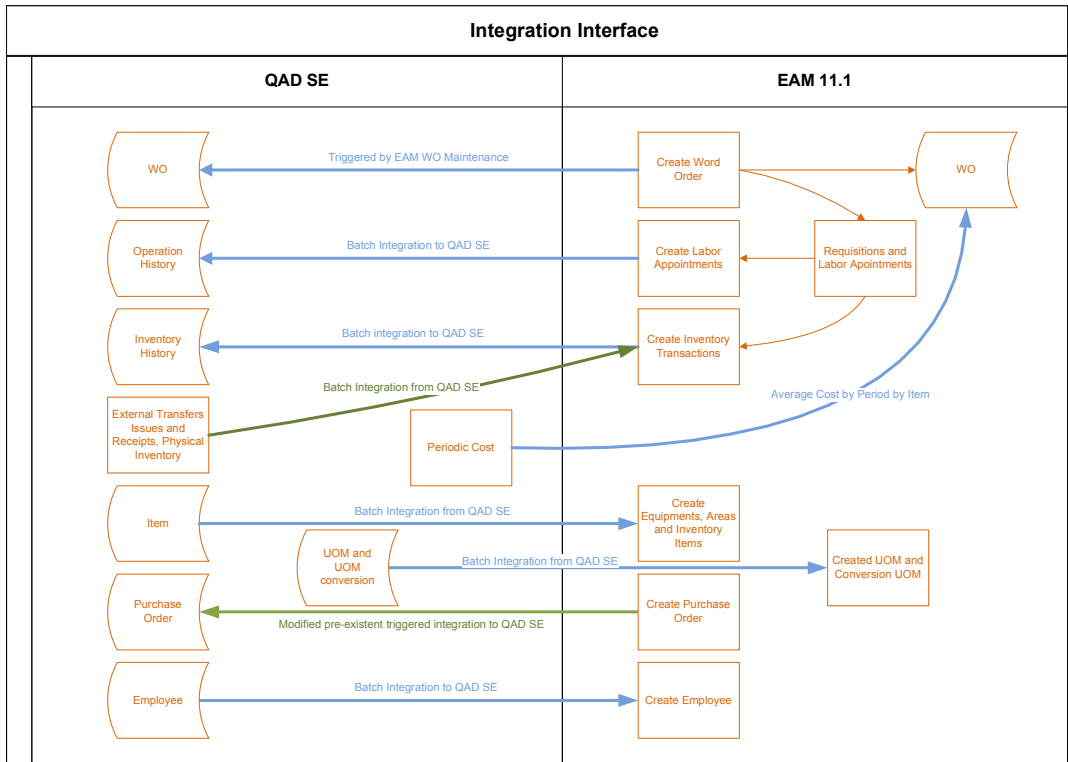 Integration Interface
QAD SE
EAM 11.1
WO
Triggered by EAM WO Maintenance
Create Word
Order
WO
Operation
History
Batch Integration to QAD SE
Create Labor
Appointments
Requisitions and
Labor Apointments
Inventory
History
Batch integration to QAD SE
Create Inventory
Transactions
Batch Integration from QAD SE
External Transfers
Issues and
Receipts, Physical
Inventory
Periodic Cost
Average Cost by Period by Item
Item
Batch Integration from QAD SE
Create
Equipments, Areas
and Inventory
Items
UOM and
UOM
conversion
Batch Integration from QAD SE
Created UOM and
Conversion UOM
Purchase
Order
Modified pre-existent triggered integration to QAD SE
Create Purchase
Order
Employee
Batch Integration to QAD SE
Create Employee